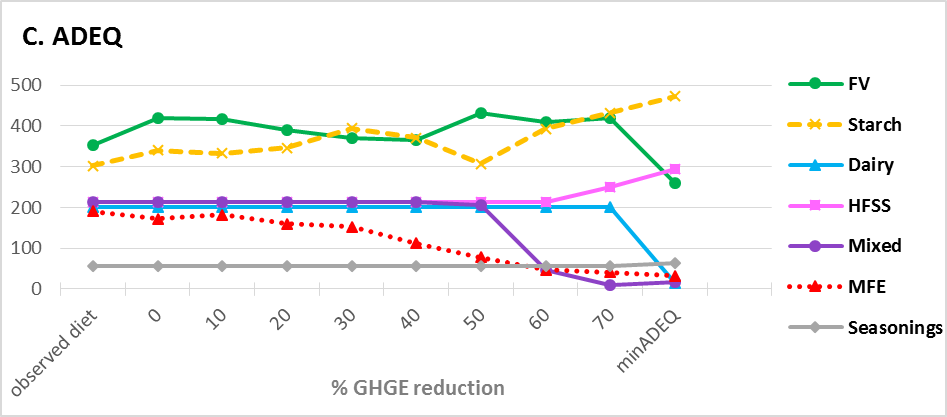 C. ADEQ
500
400
300
200
100
0
observed diet
0
10
20
30
40
50
60
70
minADEQ
% GHGE reduction
FV
Starch
Dairy
HFSS
Mixed
MFE
Seasonings